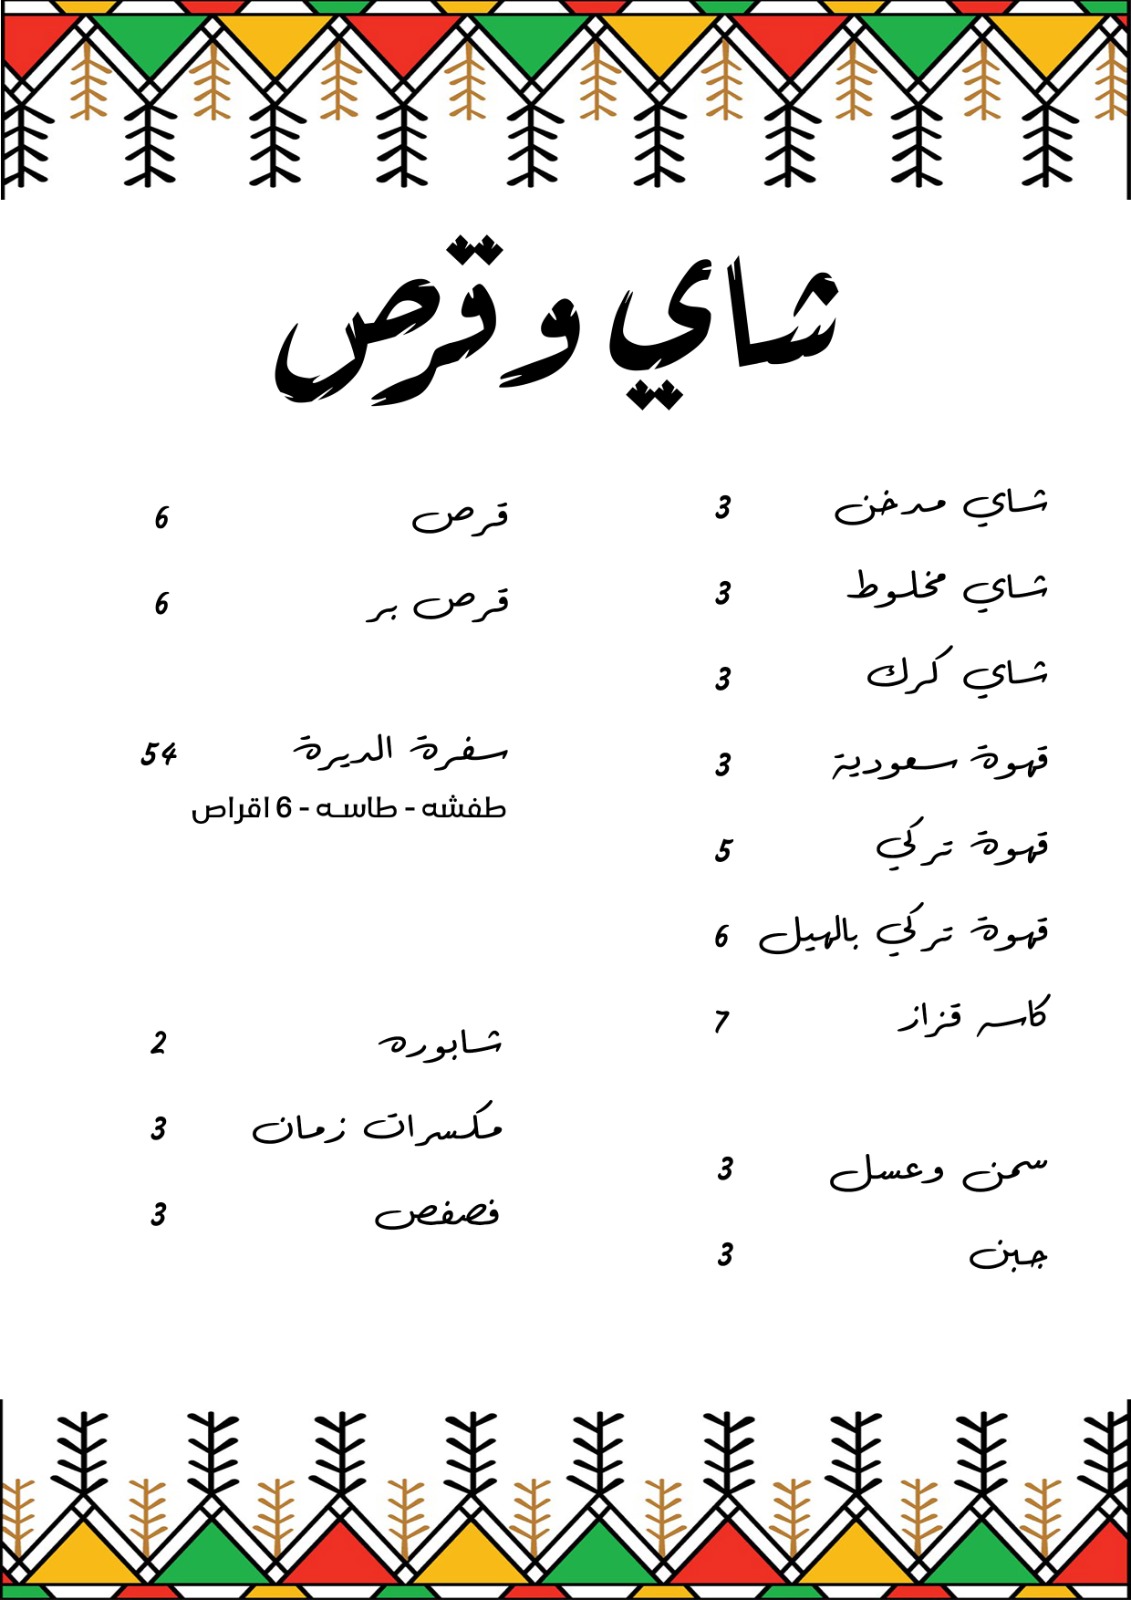 شاي و قرص
شاي مدخن 3
شاي مخلوط 3
شاي كرك 3
قهوة سعودية 3
قهوة تركي 5
قهوة تركي بالهيل 6
كاسه قزاز 7
سمن وعسل 3
جبن 3
قرص 6
قرص بر 6
سفرة الديرة 54
طفشه - طاسه - 6 اقراص
شابوره 2
مكسرات زمان 3
فصفص 3